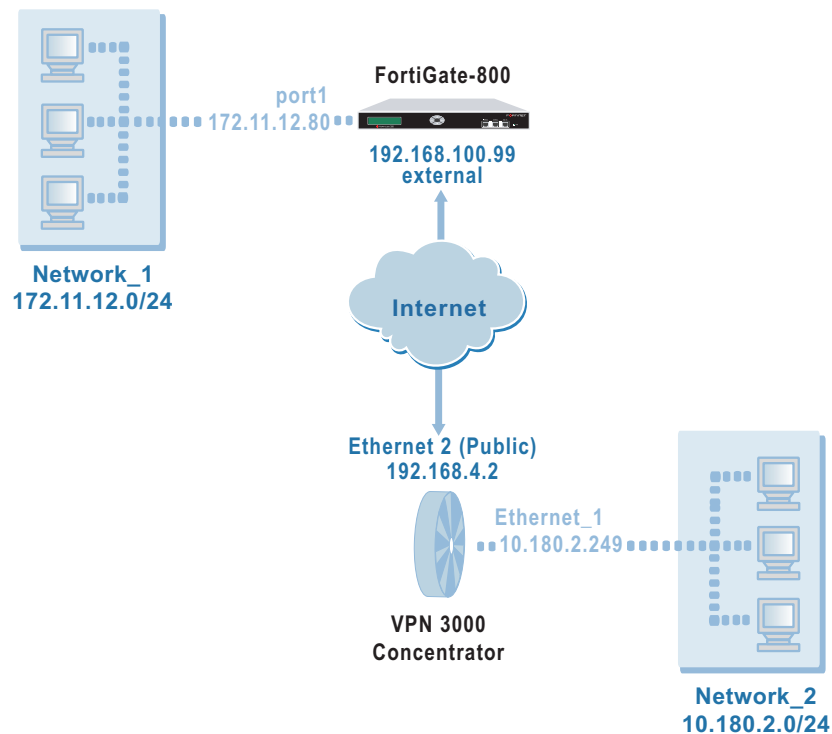 FortiGate-800
port1
172.11.12.80
FORTINET
192.168.100.99
external
Network_1
172.11.12.0/24
Internet
Ethernet 2 (Public)
192.168.4.2
Ethernet_1
10.180.2.249
VPN 3000
Concentrator
Network_2
10.180.2.0/24